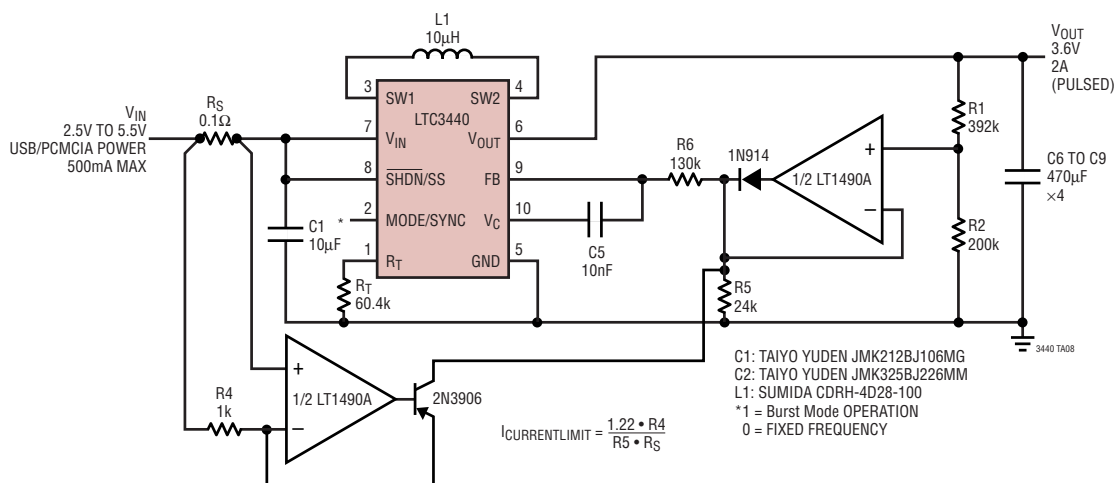 L1
10µH
3
4
SW1
SW2
LTC3440
VIN
2.5V TO 5.5V
USB/PCMCIA POWER
500mA MAX
RS
0.1Ω
7
VIN
VOUT
6
8
SHDN/SS
FB
9
2
*
MODE/SYNC
VC
10
1
RT
GND
5
C1
10µF
RT
60.4k
C5
10nF
R6
130k
1N914
1/2 LT1490A
+
–
R5
24k
R1
392k
R2
200k
VOUT
3.6V
2A
(PULSED)
C6 TO C9
470µF
×4
3440 TA08
R4
1k
+
–
1/2 LT1490A
2N3906
ICURRENTLIMIT = 1.22 • R4
R5 • RS
C1: TAIYO YUDEN JMK212BJ106MG
C2: TAIYO YUDEN JMK325BJ226MM
L1: SUMIDA CDRH-4D28-100
*1 = Burst Mode OPERATION
0 = FIXED FREQUENCY